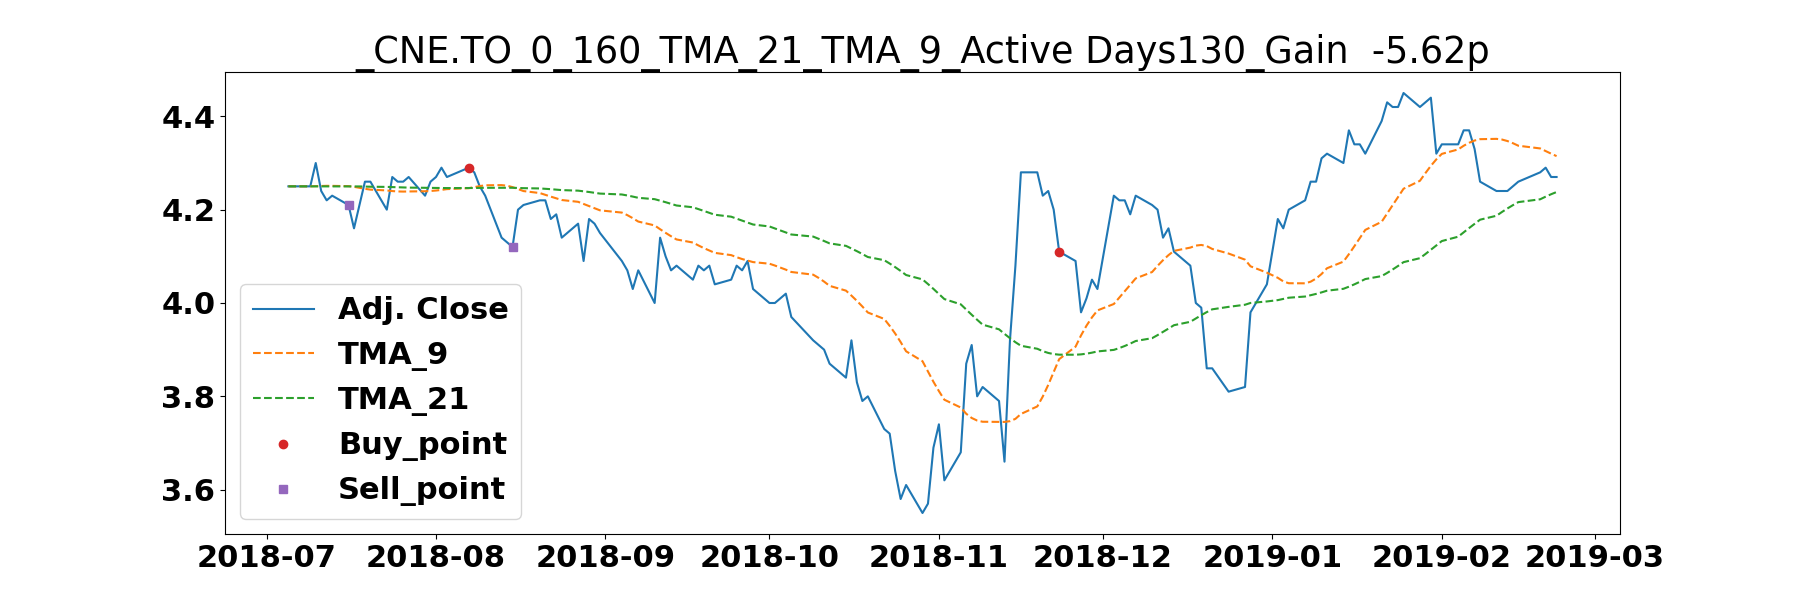 _CNE.TO_0_160_TMA_21_TMA_9_Active Days130_Gain  -5.62p
4.4
4.2
4.0
3.8
3.6
Adj. Close
TMA_9
TMA_21
Buy_point
Sell_point
2018-07 2018-08 2018-09 2018-10 2018-11 2018-12 2019-01 2019-02 2019-03